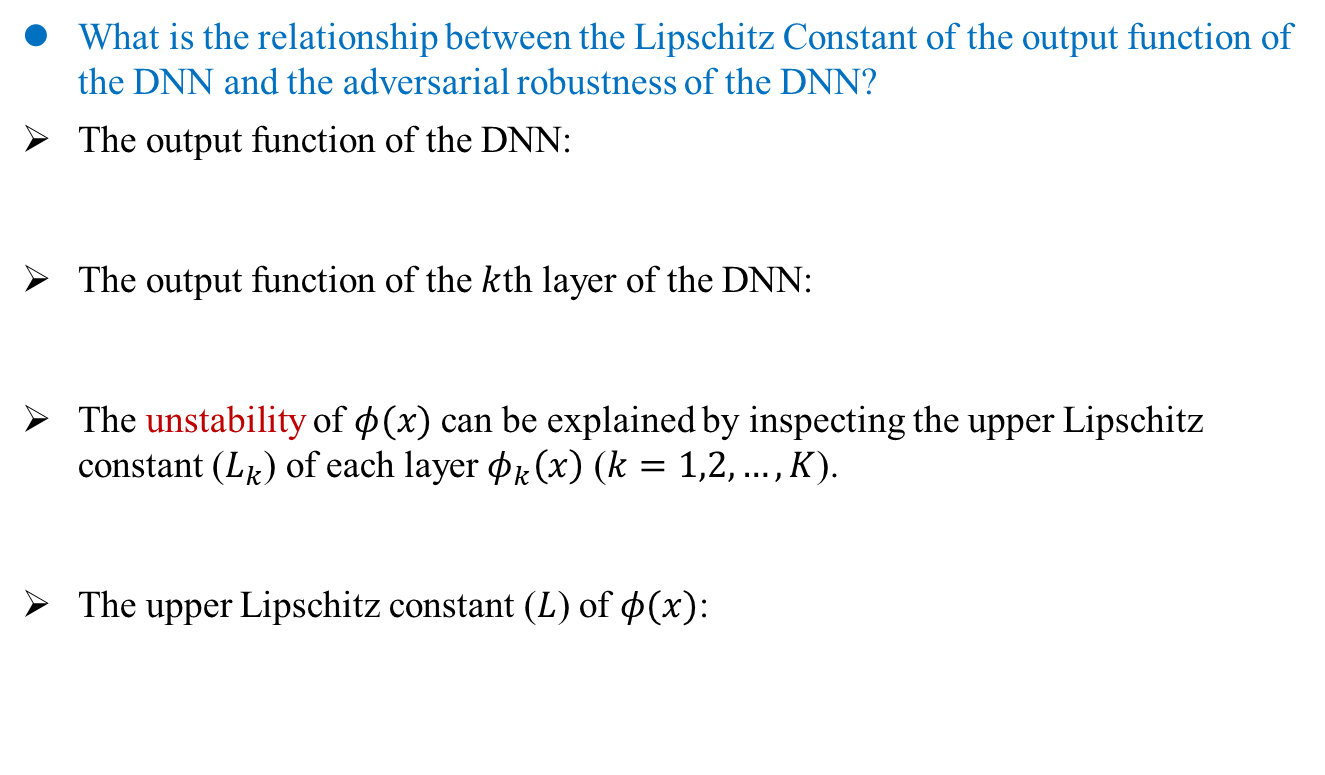 ● What is the relationship between the Lipschitz Constant of the output function of
the DNN and the adversarial robustness of the DNN?
➢ The output function of the DNN:
➢ The output function of the 𝑘th layer of the DNN:
➢ The unstability of 𝜙(𝑥) can be explained by inspecting the upper Lipschitz
constant (𝐿ₖ) of each layer 𝜙ₖ(𝑥) (𝑘 = 1,2, … , 𝐾).
➢ The upper Lipschitz constant (𝐿) of 𝜙(𝑥):